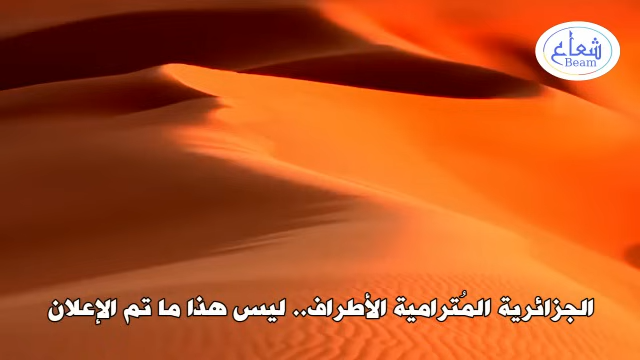 شعاع
Beam
الجزائرية المُترامية الأطراف.. ليس هذا ما تم الإعلان